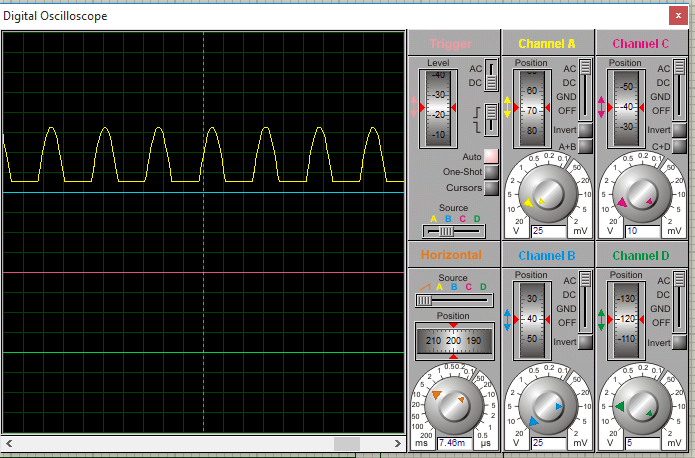 Digital Oscilloscope
x
Trigger
Level
-40
-30
-20
-10
AC
DC
Auto
One-Shot
Cursors
Source
A B C D
Channel A
Position
50
60
70
80
AC
DC
GND
OFF
Invert
A+B
20
10
5
2
1
0.5
0.2
0.1
50
20
10
5
2
V
25
mV
Channel C
Position
-50
-40
-30
AC
DC
GND
OFF
Invert
C+D
20
10
5
2
1
0.5
0.2
0.1
50
20
10
5
2
V
10
mV
Horizontal
Source
A B C D
Position
210 200 190
200
100
50
20
10
5
2
1
0.5
0.2
0.1
50
20
10
5
2
1
0.5
ms
7.46m
µs
Channel B
Position
30
40
50
AC
DC
GND
OFF
Invert
20
10
5
2
1
0.5
0.2
0.1
50
20
10
5
2
V
25
mV
Channel D
Position
-130
-120
-110
AC
DC
GND
OFF
Invert
20
10
5
2
1
0.5
0.2
0.1
50
20
10
5
2
V
5
mV